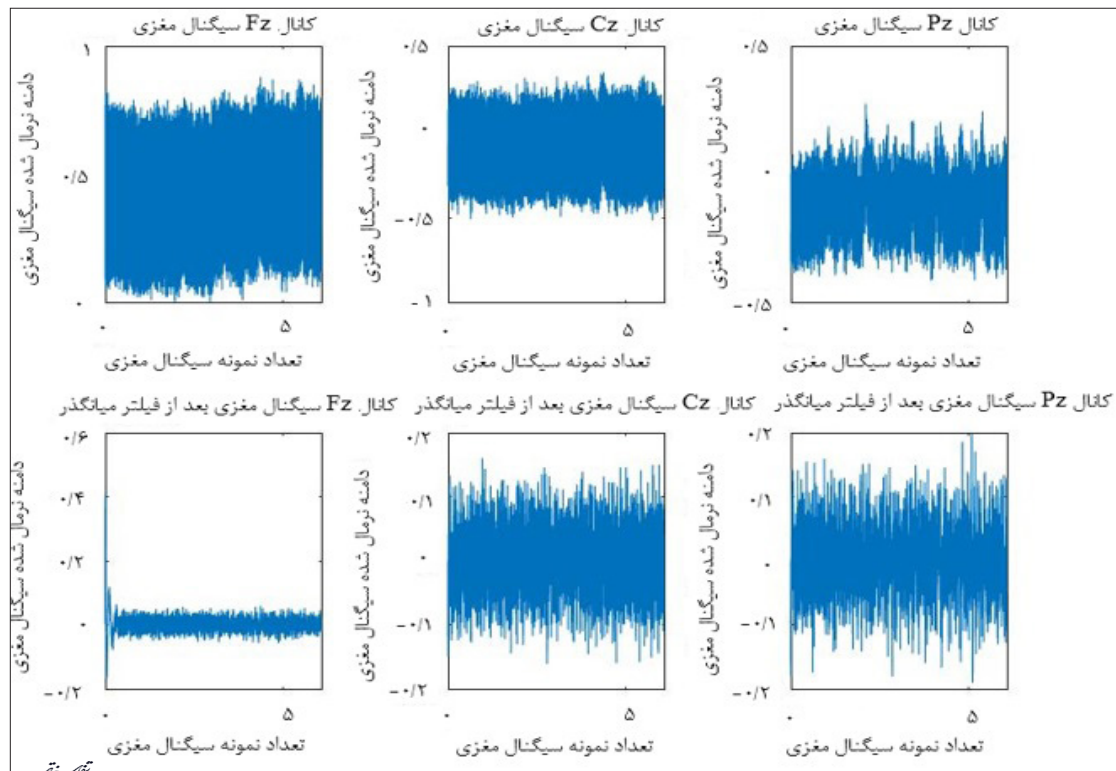 کانال Fz سیگنال مغزی
۱
۰/۵
۰
دامنه نرمال شده سیگنال مغزی
۰ ۵
تعداد نمونه سیگنال مغزی
کانال Cz سیگنال مغزی
۰/۵
۰
-۰/۵
-۱
دامنه نرمال شده سیگنال مغزی
۰ ۵
تعداد نمونه سیگنال مغزی
کانال Pz سیگنال مغزی
۰/۵
۰
-۰/۵
دامنه نرمال شده سیگنال مغزی
۰ ۵
تعداد نمونه سیگنال مغزی
کانال Fz سیگنال مغزی بعد از فیلتر میانگذر
۰/۶
۰/۴
۰/۲
۰
-۰/۲
دامنه نرمال شده سیگنال مغزی
۰ ۵
تعداد نمونه سیگنال مغزی
کانال Cz سیگنال مغزی بعد از فیلتر میانگذر
۰/۲
۰/۱
۰
-۰/۱
-۰/۲
دامنه نرمال شده سیگنال مغزی
۰ ۵
تعداد نمونه سیگنال مغزی
کانال Pz سیگنال مغزی بعد از فیلتر میانگذر
۰/۲
۰/۱
۰
-۰/۱
-۰/۲
دامنه نرمال شده سیگنال مغزی
۰ ۵
تعداد نمونه سیگنال مغزی